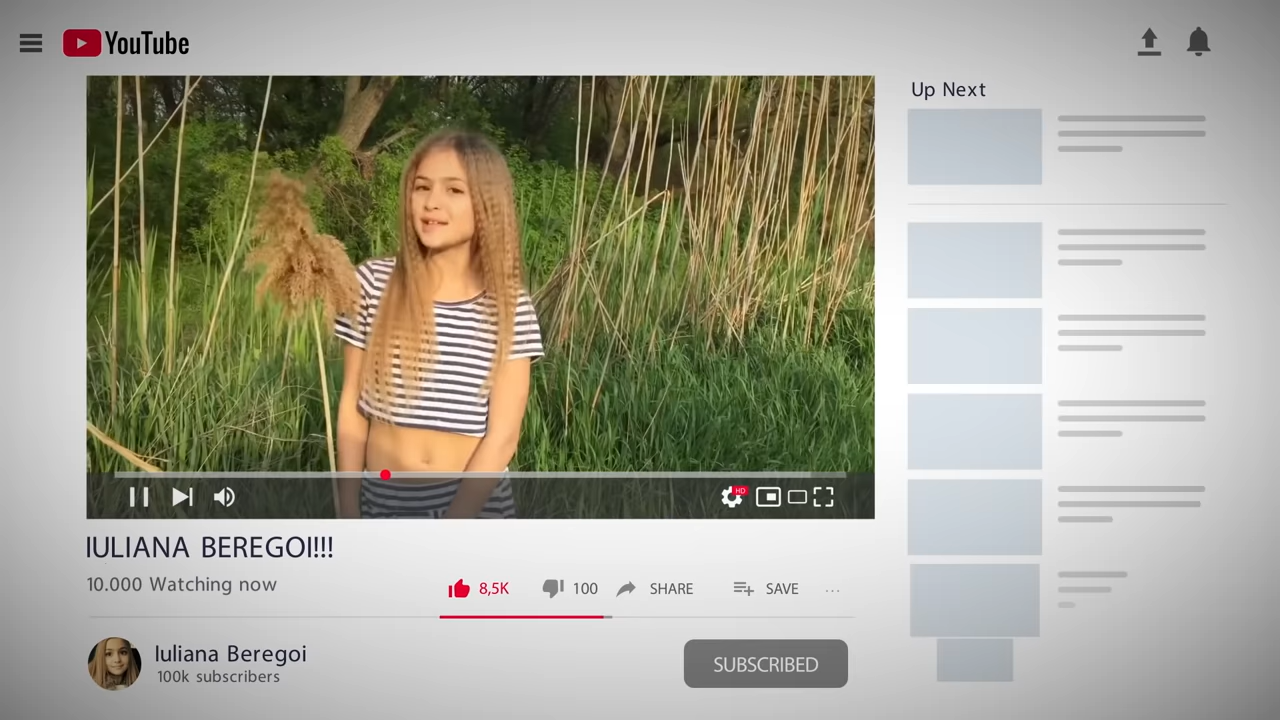 YouTube
Up Next
HD
IULIANA BEREGOI!!!
10.000 Watching now
8,5K
100
SHARE
SAVE
...
Iuliana Beregoi
100k subscribers
SUBSCRIBED